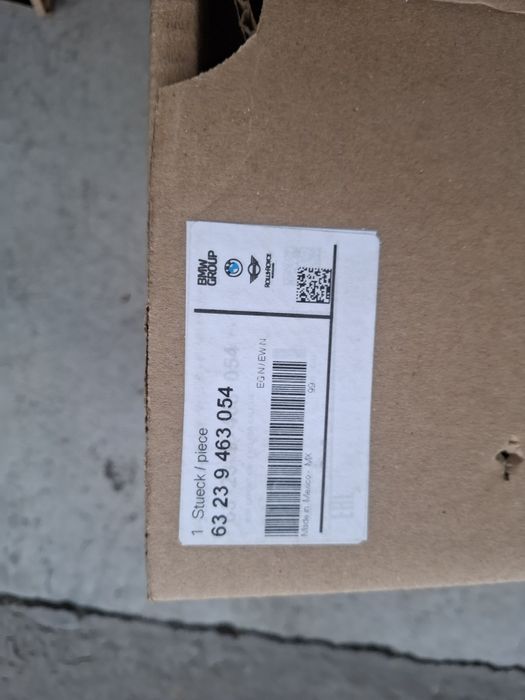 BMW
GROUP
ROLLS-ROYCE
1 Stueck / piece
63 23 9 463 054
EGN/EWN
Made in Mexico - MX
99
EAC